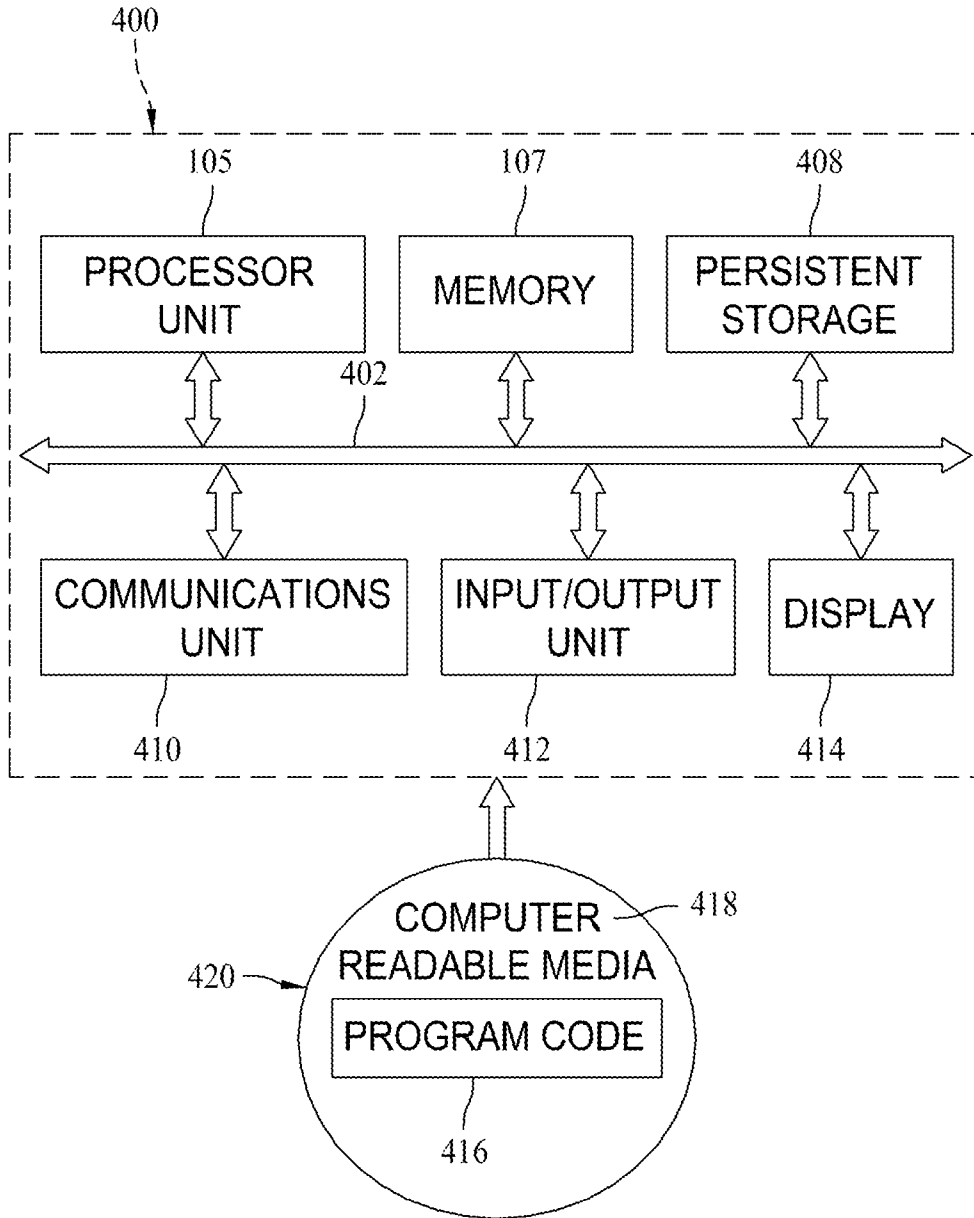 400
105
107
408
PROCESSOR
UNIT
MEMORY
PERSISTENT
STORAGE
402
COMMUNICATIONS
UNIT
INPUT/OUTPUT
UNIT
DISPLAY
410
412
414
COMPUTER
READABLE MEDIA
418
420
PROGRAM CODE
416